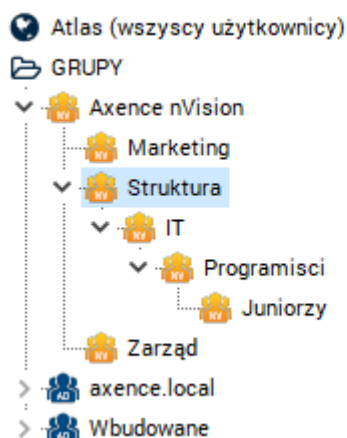 Atlas (wszyscy użytkownicy)
GRUPY
Axence nVision
Marketing
Struktura
IT
Programisci
Juniorzy
Zarząd
axence.local
Wbudowane